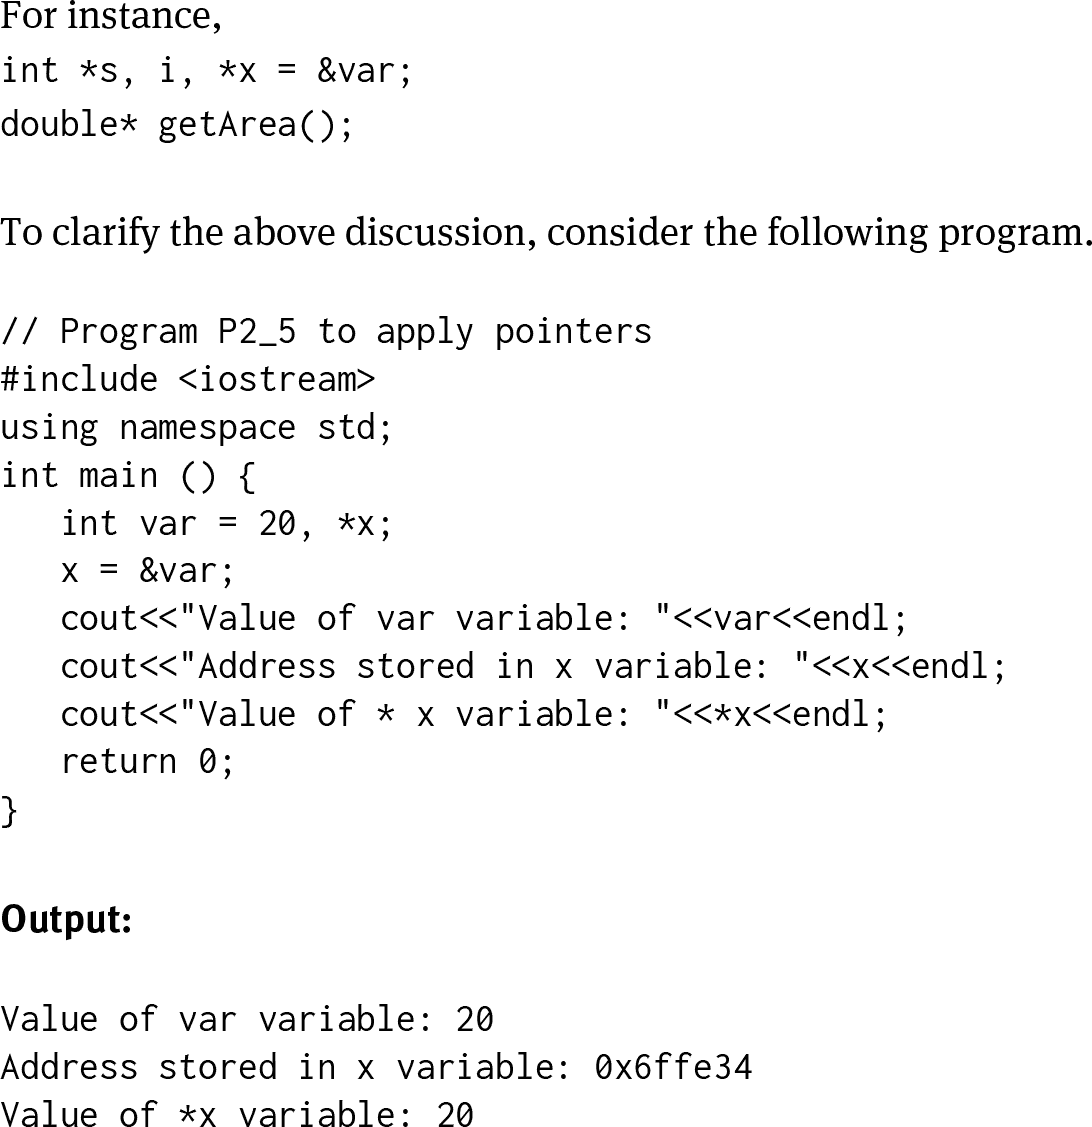 For instance,
int *s, i, *x = &var;
double* getArea();
To clarify the above discussion, consider the following program.
// Program P2_5 to apply pointers
#include <iostream>
using namespace std;
int main () {
   int var = 20, *x;
   x = &var;
   cout<<"Value of var variable: "<<var<<endl;
   cout<<"Address stored in x variable: "<<x<<endl;
   cout<<"Value of * x variable: "<<*x<<endl;
   return 0;
}
Output:
Value of var variable: 20
Address stored in x variable: 0x6ffe34
Value of *x variable: 20